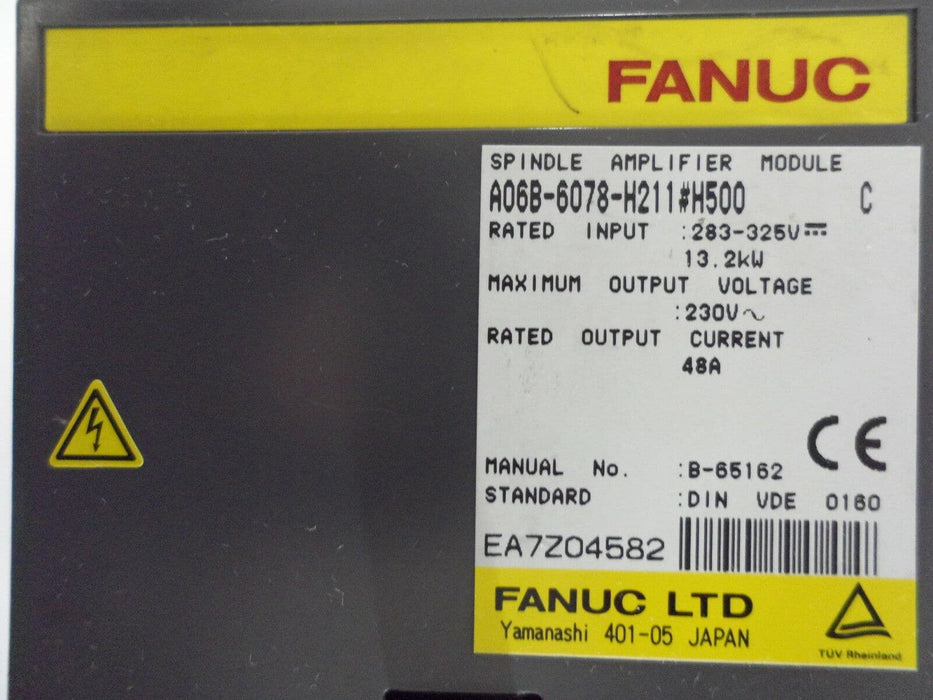 FANUC
SPINDLE AMPLIFIER MODULE
A06B-6078-H211#H500 C
RATED INPUT :283-325V⎓
13.2kW
MAXIMUM OUTPUT VOLTAGE
:230V~
RATED OUTPUT CURRENT
48A
CE
MANUAL No. :B-65162
STANDARD :DIN VDE 0160
EA7Z04582
FANUC LTD
Yamanashi 401-05 JAPAN
TUV Rheinland